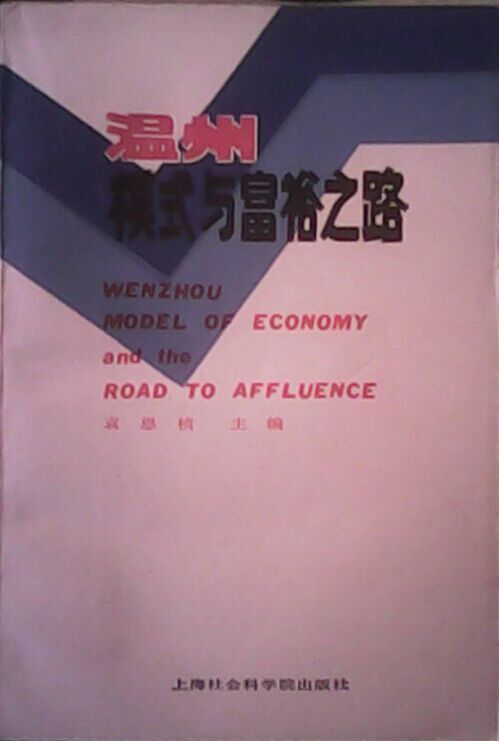 温州
模式与富裕之路
WENZHOU
MODEL OF ECONOMY
and the
ROAD TO AFFLUENCE
袁恩桢 主编
上海社会科学院出版社